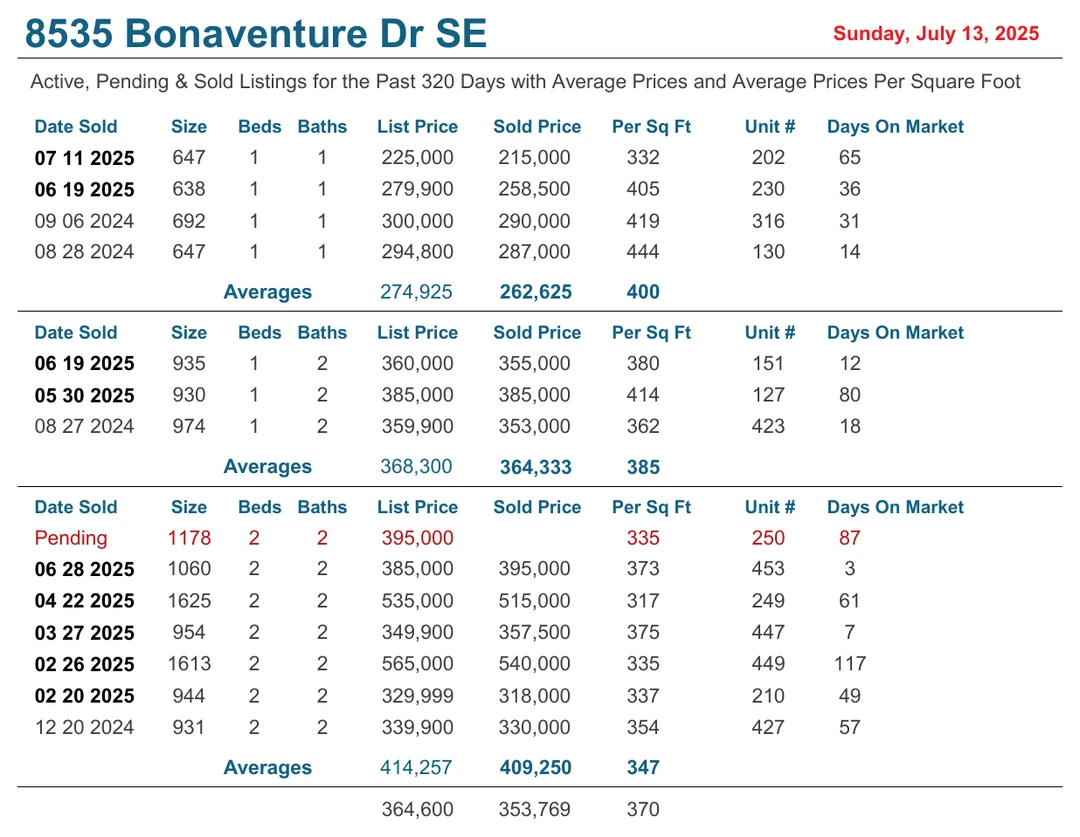 8535 Bonaventure Dr SE Sunday, July 13, 2025
Active, Pending & Sold Listings for the Past 320 Days with Average Prices and Average Prices Per Square Foot
Date Sold Size Beds Baths List Price Sold Price Per Sq Ft Unit # Days On Market
07 11 2025 647 1 1 225,000 215,000 332 202 65
06 19 2025 638 1 1 279,900 258,500 405 230 36
09 06 2024 692 1 1 300,000 290,000 419 316 31
08 28 2024 647 1 1 294,800 287,000 444 130 14
Averages 274,925 262,625 400
Date Sold Size Beds Baths List Price Sold Price Per Sq Ft Unit # Days On Market
06 19 2025 935 1 2 360,000 355,000 380 151 12
05 30 2025 930 1 2 385,000 385,000 414 127 80
08 27 2024 974 1 2 359,900 353,000 362 423 18
Averages 368,300 364,333 385
Date Sold Size Beds Baths List Price Sold Price Per Sq Ft Unit # Days On Market
Pending 1178 2 2 395,000 335 250 87
06 28 2025 1060 2 2 385,000 395,000 373 453 3
04 22 2025 1625 2 2 535,000 515,000 317 249 61
03 27 2025 954 2 2 349,900 357,500 375 447 7
02 26 2025 1613 2 2 565,000 540,000 335 449 117
02 20 2025 944 2 2 329,999 318,000 337 210 49
12 20 2024 931 2 2 339,900 330,000 354 427 57
Averages 414,257 409,250 347
364,600 353,769 370